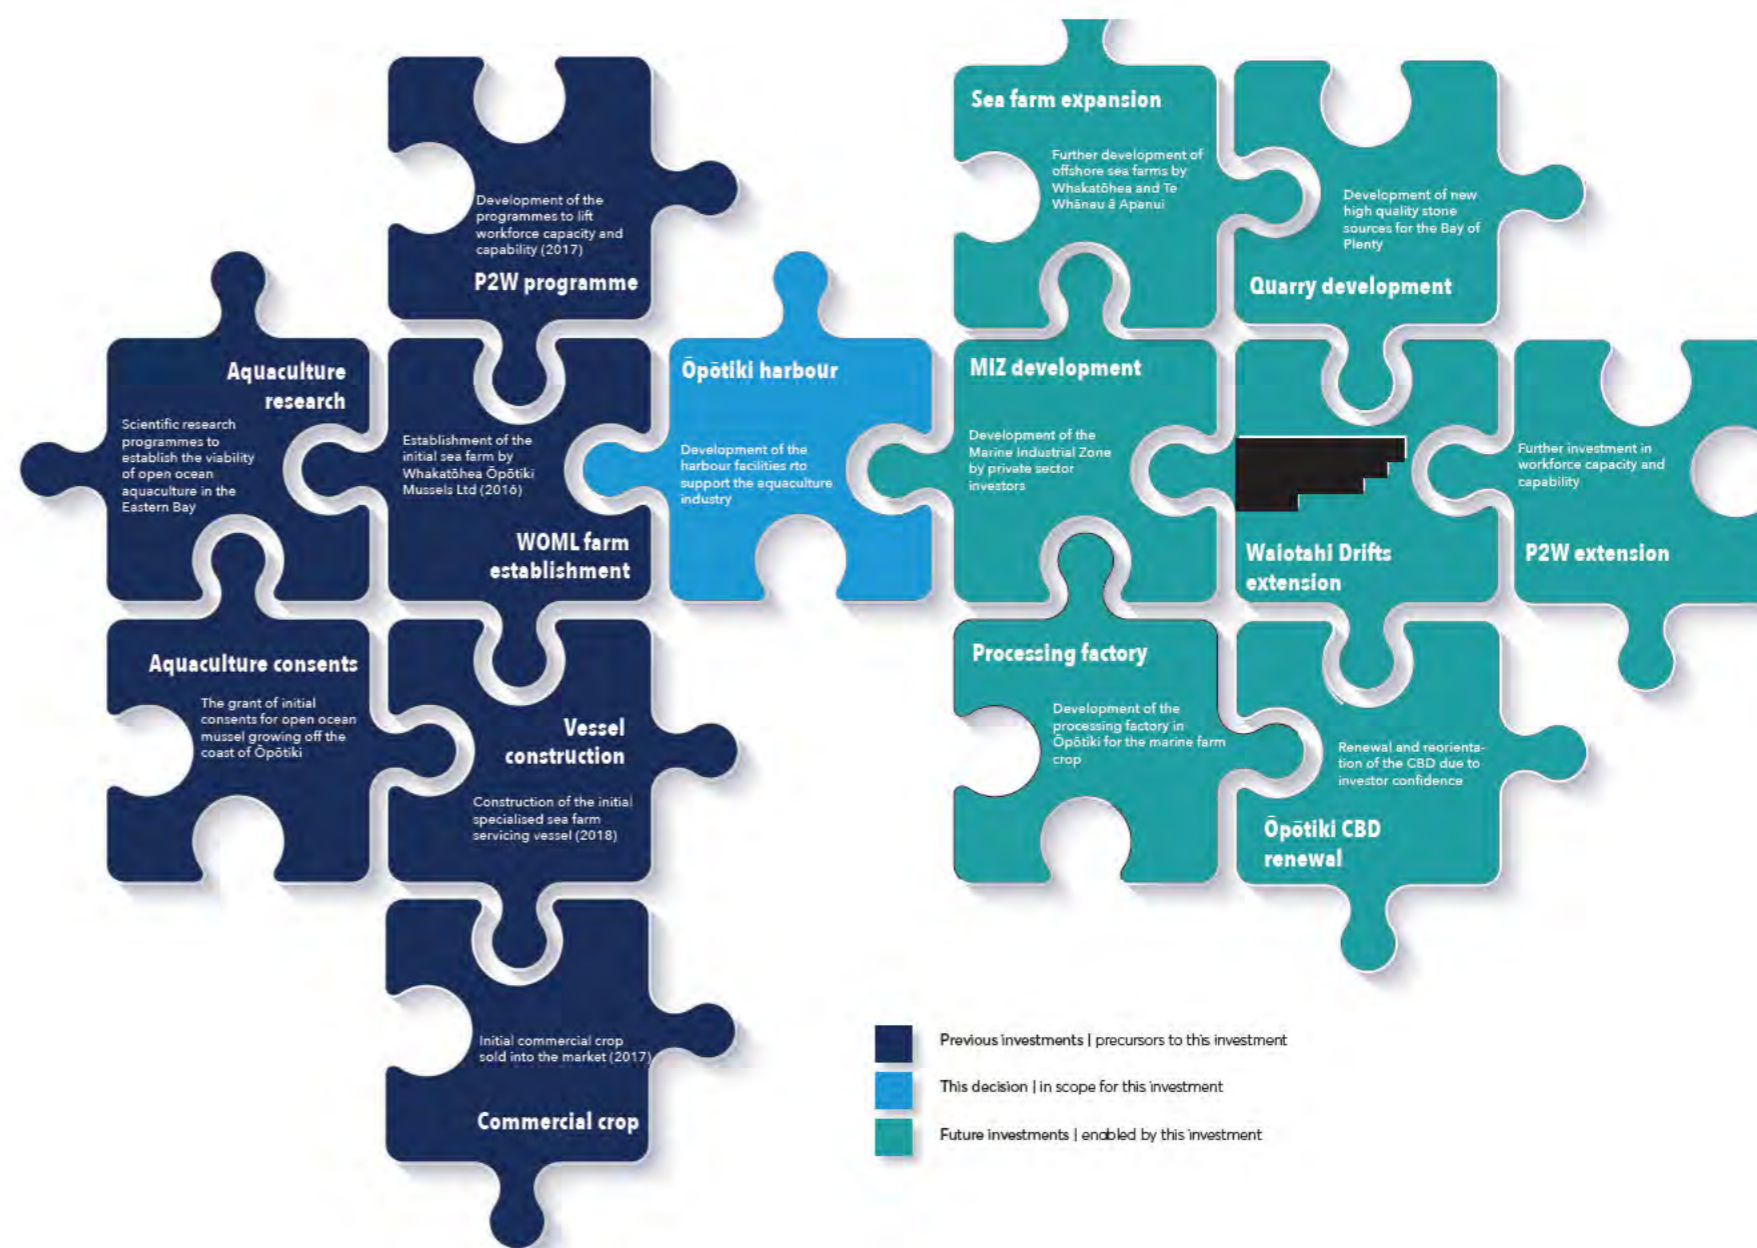 Development of the
programmes to lift
workforce capacity and
capability (2017)
P2W programme
Aquaculture
research
Scientific research
programmes to
establish the viability
of open ocean
aquaculture in the
Eastern Bay
Establishment of the
initial sea farm by
Whakatōhea Ōpōtiki
Mussels Ltd (2016)
WOML farm
establishment
Aquaculture consents
The grant of initial
consents for open ocean
mussel growing off the
coast of Ōpōtiki
Vessel
construction
Construction of the initial
specialised sea farm
servicing vessel (2018)
Initial commercial crop
sold into the market (2017)
Commercial crop
Ōpōtiki harbour
Development of the
harbour facilities rto
support the aquaculture
industry
Sea farm expansion
Further development of
offshore sea farms by
Whakatōhea and Te
Whānau ā Apanui
Development of new
high quality stone
sources for the Bay of
Plenty
Quarry development
MIZ development
Development of the
Marine Industrial Zone
by private sector
investors
Waiotahi Drifts
extension
Further investment in
workforce capacity and
capability
P2W extension
Processing factory
Development of the
processing factory in
Ōpōtiki for the marine farm
crop
Renewal and reorienta-
tion of the CBD due to
investor confidence
Ōpōtiki CBD
renewal
Previous investments | precursors to this investment
This decision | in scope for this investment
Future investments | enabled by this investment